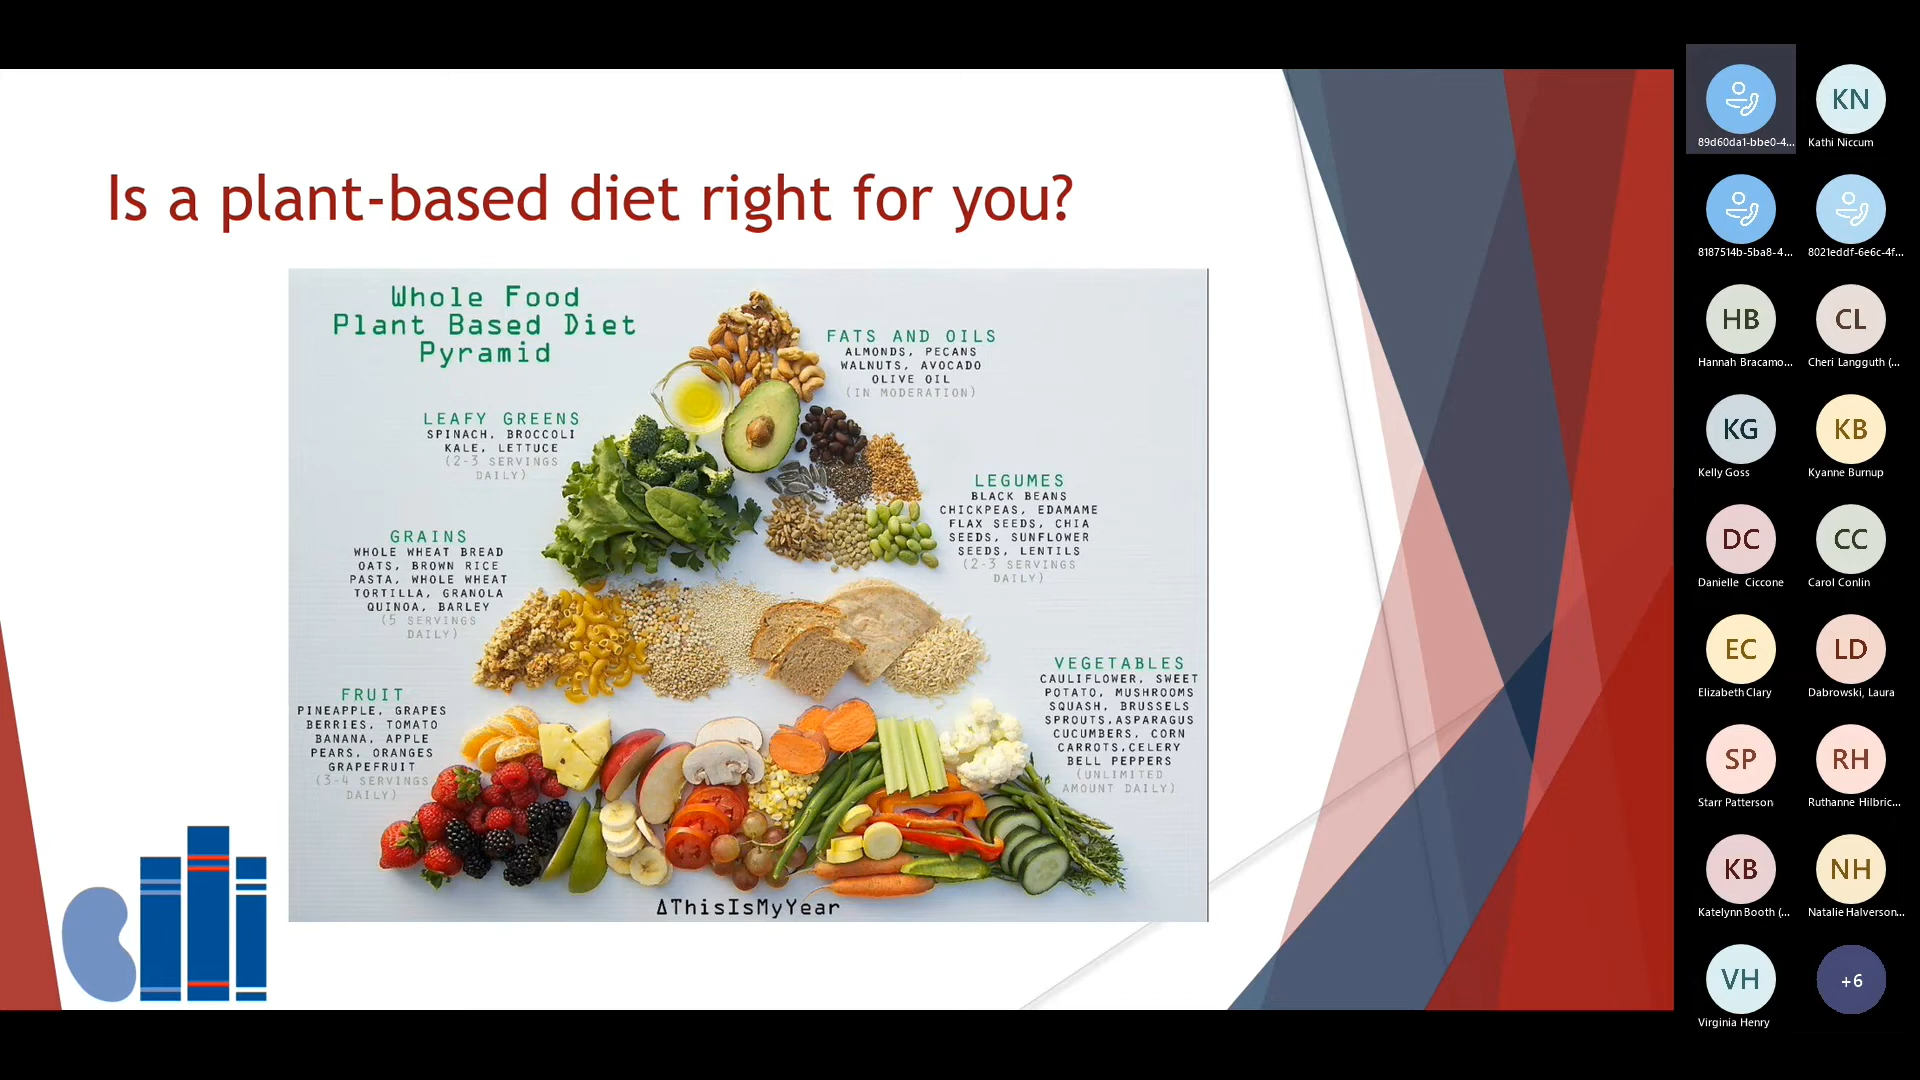 Is a plant-based diet right for you?
Whole Food
Plant Based Diet
Pyramid
FATS AND OILS
ALMONDS, PECANS
WALNUTS, AVOCADO
OLIVE OIL
(IN MODERATION)
LEAFY GREENS
SPINACH, BROCCOLI
KALE, LETTUCE
(2-3 SERVINGS
DAILY)
LEGUMES
BLACK BEANS
CHICKPEAS, EDAMAME
FLAX SEEDS, CHIA
SEEDS, SUNFLOWER
SEEDS, LENTILS
(2-3 SERVINGS
DAILY)
GRAINS
WHOLE WHEAT BREAD
OATS, BROWN RICE
PASTA, WHOLE WHEAT
TORTILLA, GRANOLA
QUINOA, BARLEY
(5 SERVINGS
DAILY)
VEGETABLES
CAULIFLOWER, SWEET
POTATO, MUSHROOMS
SQUASH, BRUSSELS
SPROUTS,ASPARAGUS
CUCUMBERS, CORN
CARROTS,CELERY
BELL PEPPERS
(UNLIMITED
AMOUNT DAILY)
FRUIT
PINEAPPLE, GRAPES
BERRIES, TOMATO
BANANA, APPLE
PEARS, ORANGES
GRAPEFRUIT
(3-4 SERVINGS
DAILY)
ΔThisIsMyYear
89d60da1-bbe0-4...
KN
Kathi Niccum
8187514b-5ba8-4...
8021eddf-6e6c-4f...
HB
Hannah Bracamo...
CL
Cheri Langguth (...
KG
Kelly Goss
KB
Kyanne Burnup
DC
Danielle Ciccone
CC
Carol Conlin
EC
Elizabeth Clary
LD
Dabrowski, Laura
SP
Starr Patterson
RH
Ruthanne Hilbric...
KB
Katelynn Booth (...
NH
Natalie Halverson...
VH
Virginia Henry
+6